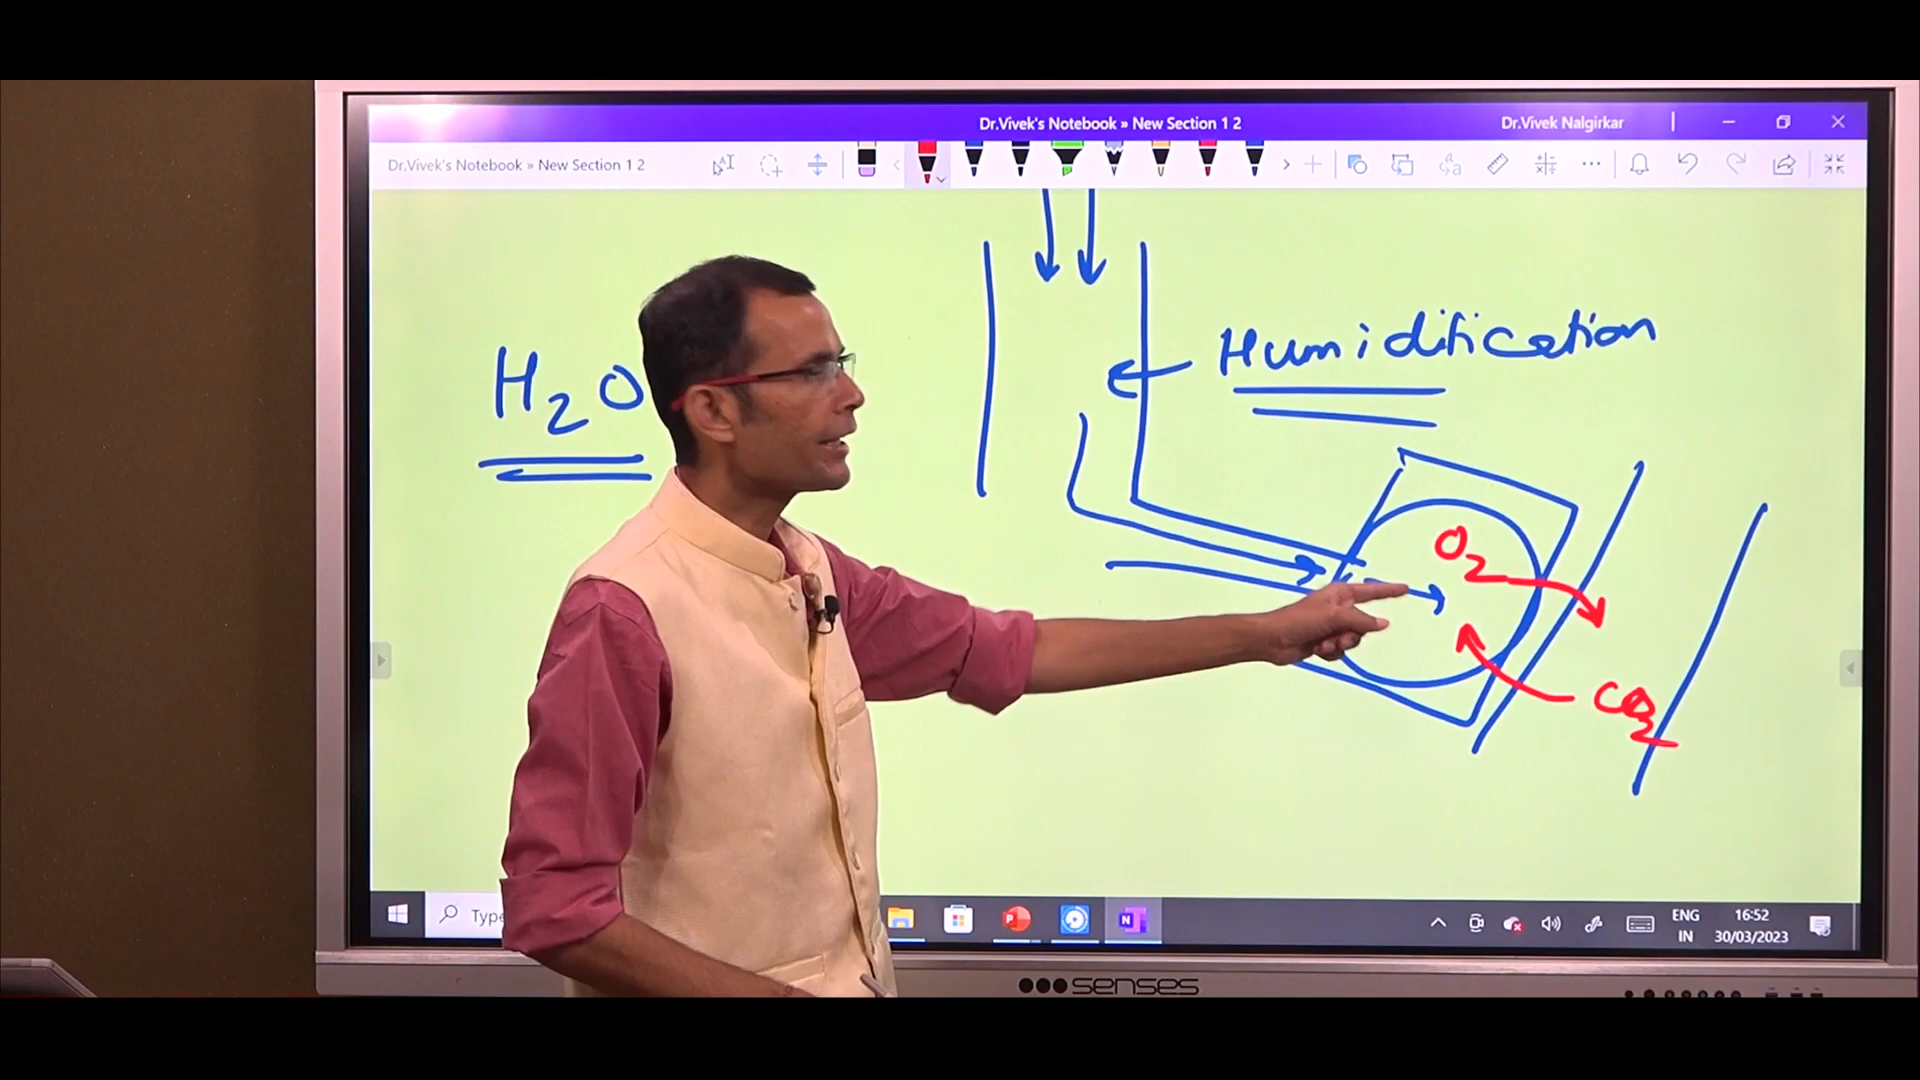 Dr.Vivek's Notebook » New Section 1 2
Dr.Vivek Nalgirkar
Dr.Vivek's Notebook » New Section 1 2
Humidification
H2O
O2
CO2
Type
ENG
IN
16:52
30/03/2023
senses